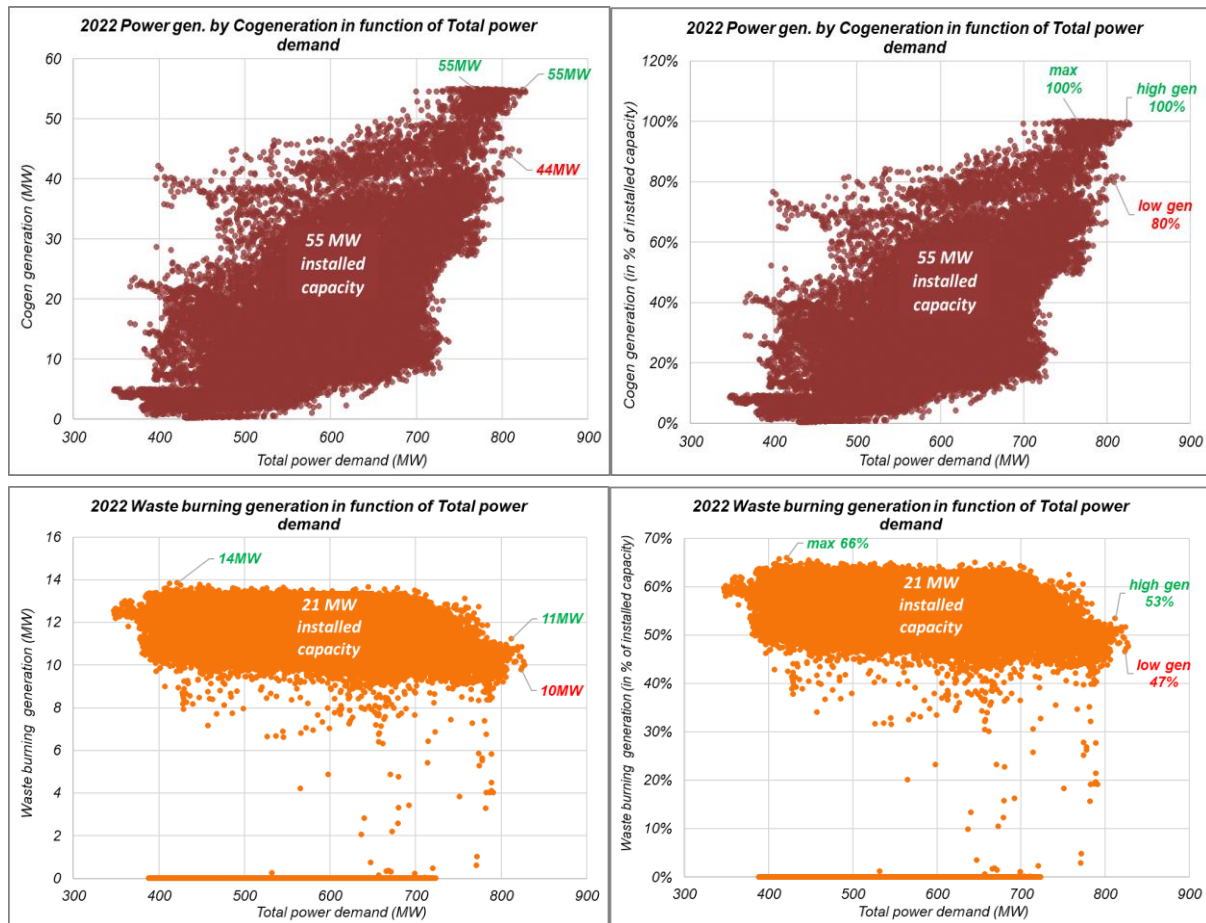 2022 Power gen. by Cogeneration in function of Total power
demand
Cogen generation (MW)
60
50
40
30
20
10
0
55MW
55MW
44MW
55 MW
installed
capacity
300
400
500
600
700
800
900
Total power demand (MW)
2022 Power gen. by Cogeneration in function of Total power
demand
Cogen generation (in % of installed capacity)
120%
100%
80%
60%
40%
20%
0%
max
100%
high gen
100%
low gen
80%
55 MW
installed
capacity
300
400
500
600
700
800
900
Total power demand (MW)
2022 Waste burning generation in function of Total power
demand
Waste burning generation (MW)
16
14
12
10
8
6
4
2
0
14MW
11MW
10MW
21 MW
installed
capacity
300
400
500
600
700
800
900
Total power demand (MW)
2022 Waste burning generation in function of Total power
demand
Waste burning generation (in % of installed capacity)
70%
60%
50%
40%
30%
20%
10%
0%
max 66%
high gen
53%
low gen
47%
21 MW
installed
capacity
300
400
500
600
700
800
900
Total power demand (MW)